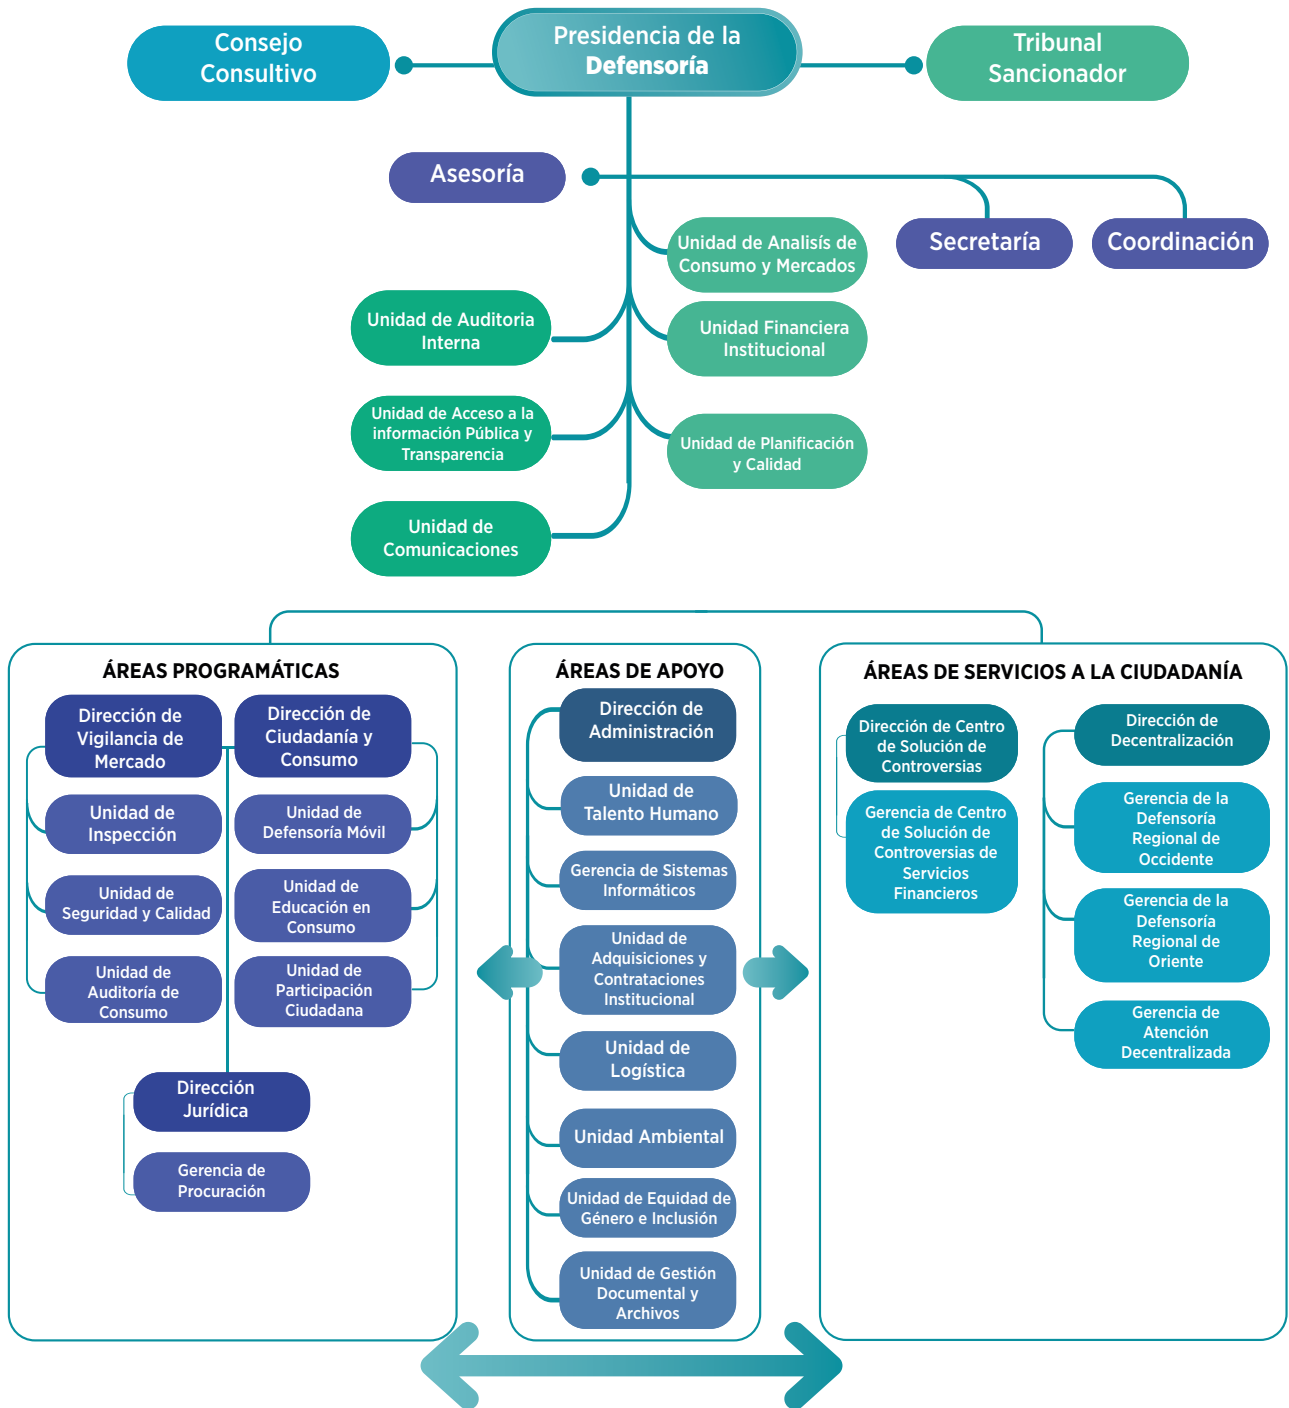 Consejo
Consultivo
Presidencia de la
Defensoría
Tribunal
Sancionador
Asesoría
Secretaría
Coordinación
Unidad de Analisís de
Consumo y Mercados
Unidad de Auditoria
Interna
Unidad Financiera
Institucional
Unidad de Acceso a la
información Pública y
Transparencia
Unidad de Planificación
y Calidad
Unidad de
Comunicaciones
ÁREAS PROGRAMÁTICAS
Dirección de
Vigilancia de
Mercado
Dirección de
Ciudadanía y
Consumo
Unidad de
Inspección
Unidad de
Defensoría Móvil
Unidad de
Seguridad y Calidad
Unidad de
Educación en
Consumo
Unidad de
Auditoría de
Consumo
Unidad de
Participación
Ciudadana
Dirección
Jurídica
Gerencia de
Procuración
ÁREAS DE APOYO
Dirección de
Administración
Unidad de
Talento Humano
Gerencia de Sistemas
Informáticos
Unidad de
Adquisiciones y
Contrataciones
Institucional
Unidad de
Logística
Unidad Ambiental
Unidad de Equidad de
Género e Inclusión
Unidad de Gestión
Documental y
Archivos
ÁREAS DE SERVICIOS A LA CIUDADANÍA
Dirección de Centro
de Solución de
Controversias
Gerencia de Centro
de Solución de
Controversias de
Servicios
Financieros
Dirección de
Decentralización
Gerencia de la
Defensoría
Regional de
Occidente
Gerencia de la
Defensoría
Regional de
Oriente
Gerencia de
Atención
Decentralizada